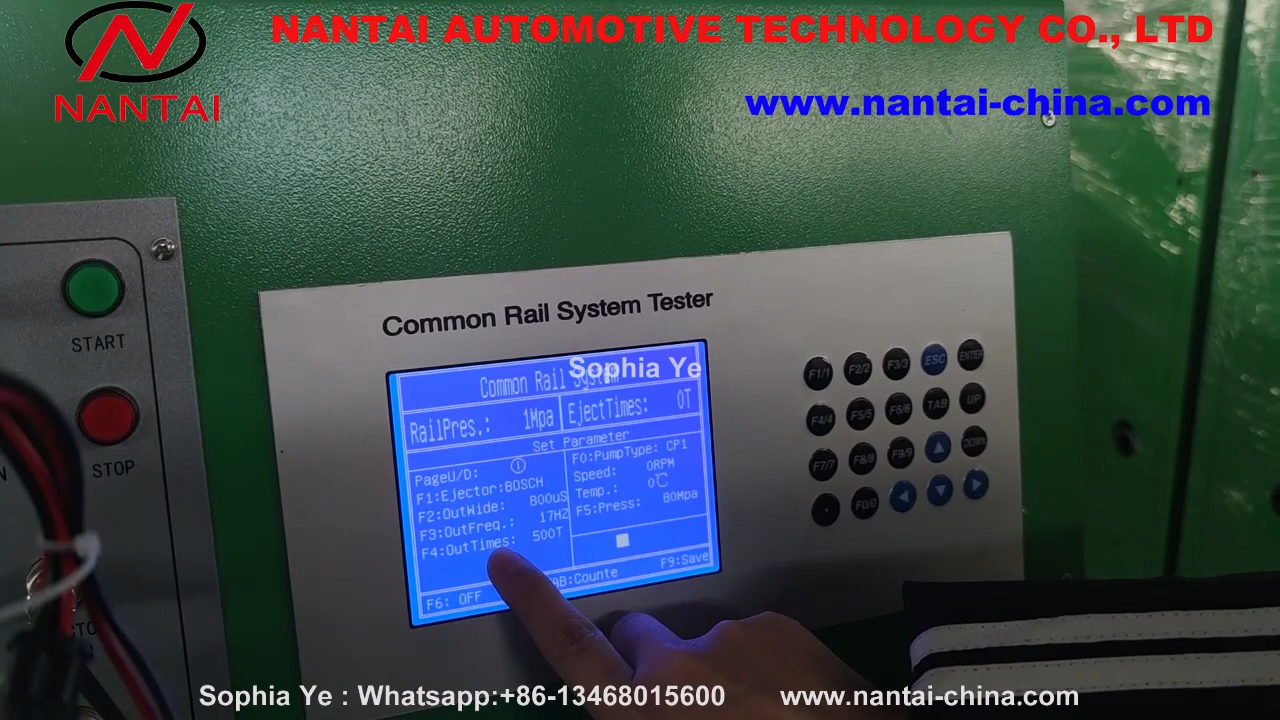 NANTAI AUTOMOTIVE TECHNOLOGY CO., LTD
NANTAI
www.nantai-china.com
START
STOP
Common Rail System Tester
Sophia Ye
Common Rail
RailPres.: 1Mpa
EjectTimes: 0T
Set Parameter
PageU/D: 1
F1:Ejector:BOSCH
F2:OutWide: 800uS
F3:OutFreq.: 17HZ
F4:OutTimes: 500T
F0:PumpType: CP1
Speed: 0RPM
Temp.: 0℃
F5:Press: 80Mpa
F6: OFF
AB:Counte
F9:Save
F1/1 F2/2 F3/3 ESC ENTER
F4/4 F5/5 F6/6 TAB UP
F7/7 F8/8 F9/9 DOWN
. F0/0
Sophia Ye : Whatsapp:+86-13468015600
www.nantai-china.com